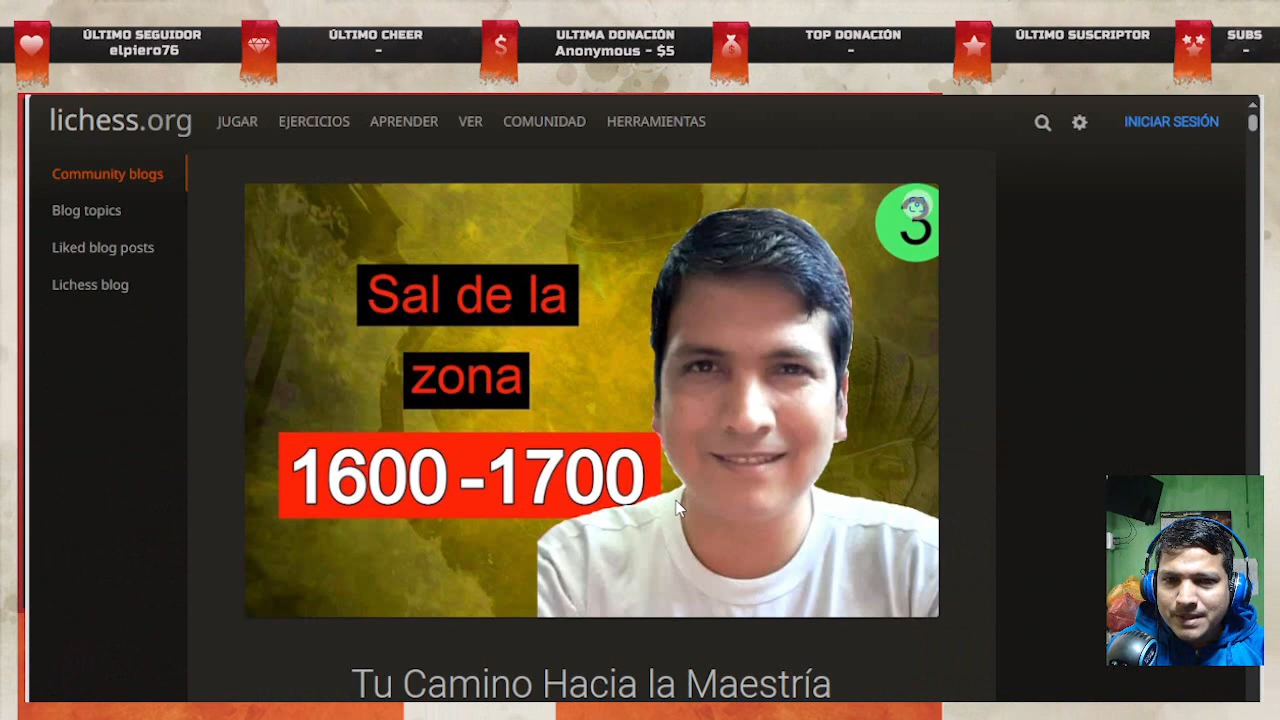 ÚLTIMO SEGUIDOR
elpiero76
ÚLTIMO CHEER
-
ULTIMA DONACIÓN
Anonymous - $5
TOP DONACIÓN
-
ÚLTIMO SUSCRIPTOR
SUBS
-
lichess.org
JUGAR EJERCICIOS APRENDER VER COMUNIDAD HERRAMIENTAS
INICIAR SESIÓN
Community blogs
Blog topics
Liked blog posts
Lichess blog
3
Sal de la
zona
1600 -1700
Tu Camino Hacia la Maestría